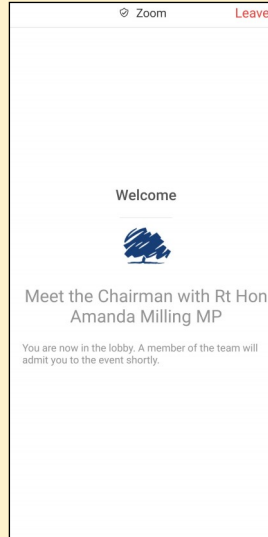 Zoom Leave
Welcome
Meet the Chairman with Rt Hon
Amanda Milling MP
You are now in the lobby. A member of the team will
admit you to the event shortly.